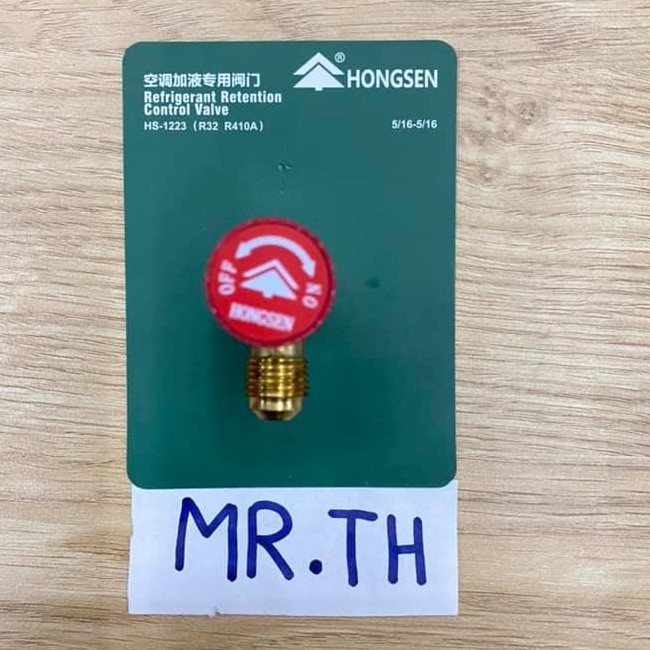 空调加液专用阀门
® HONGSEN
Refrigerant Retention
Control Valve
HS-1223 (R32 R410A)
5/16-5/16
OFF
ON
HONGSEN
MR.TH